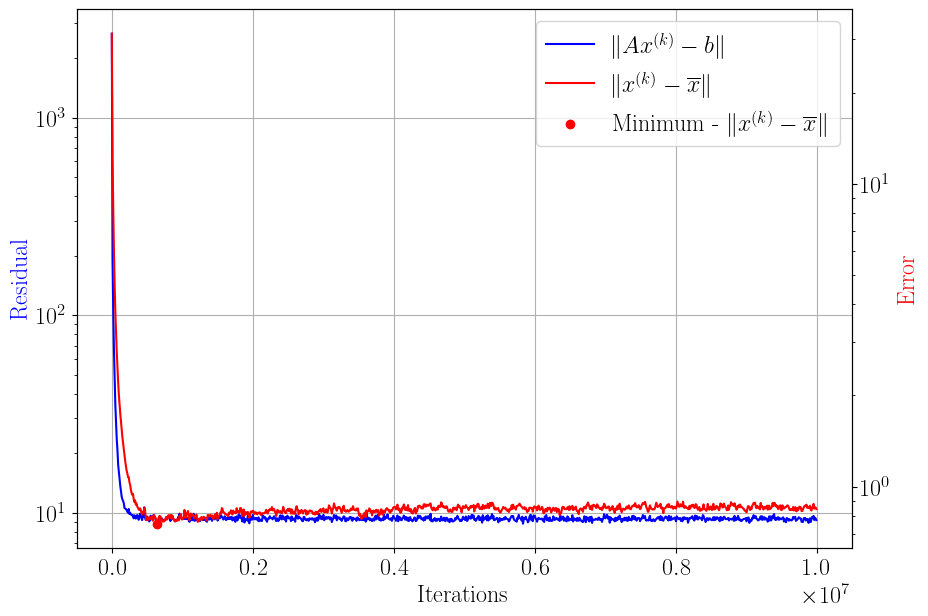 ‖Ax^{(k)} − b‖
‖x^{(k)} − x̅‖
Minimum - ‖x^{(k)} − x̅‖
10^3
10^2
10^1
Residual
10^1
10^0
Error
0.0 0.2 0.4 0.6 0.8 1.0
×10^7
Iterations